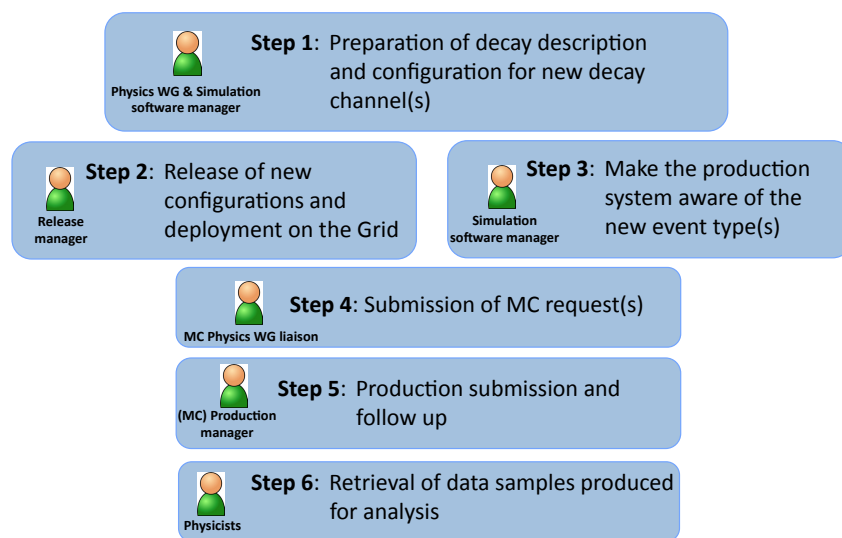 Step 1: Preparation of decay description
and configuration for new decay
channel(s)
Physics WG & Simulation
software manager
Step 2: Release of new
configurations and
deployment on the Grid
Release
manager
Step 3: Make the production
system aware of the
new event type(s)
Simulation
software manager
Step 4: Submission of MC request(s)
MC Physics WG liaison
Step 5: Production submission and
follow up
(MC) Production
manager
Step 6: Retrieval of data samples produced
for analysis
Physicists